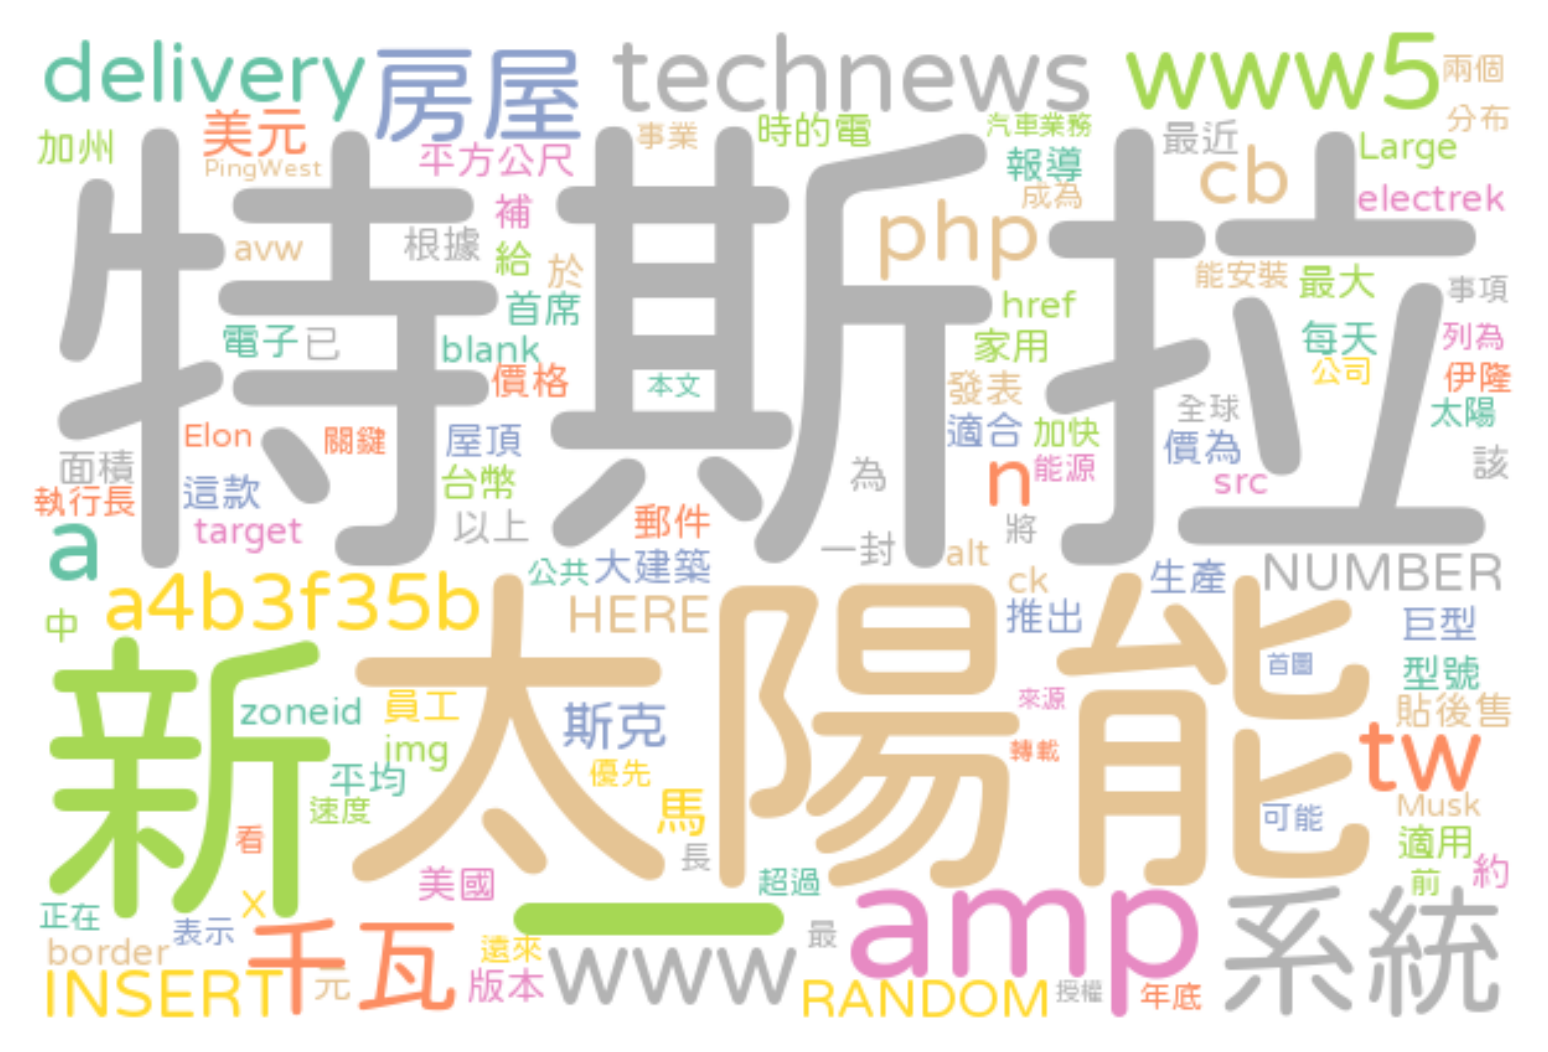 delivery
房屋
technews
www5
兩個
加州
美元
PingWest
平方公尺
事業
時的電
汽車業務
最近
分布
Large
報導
成為
cb
electrek
特斯拉
補
avw
根據
給
於
php
能安裝
最大
事項
首席
href
電子
已
blank
家用
每天
列為
價格
本文
發表
公司
伊隆
全球
太陽
Elon
關鍵
屋頂
適合
加快
價為
面積
為
能源
該
執行長
這款
台幣
n
src
target
以上
郵件
一封
將
a
公共
大建築
alt
ck
生產
NUMBER
a4b3f35b
HERE
推出
巨型
中
新
太陽能
首圖
型號
zoneid
員工
斯克
來源
貼後售
img
轉載
tw
平均
優先
速度
馬
可能
Musk
看
長
適用
美國
超過
前
約
x
一
amp
系統
正在
表示
千瓦
border
遠來
www
最
INSERT
元
版本
RANDOM
授權
年底